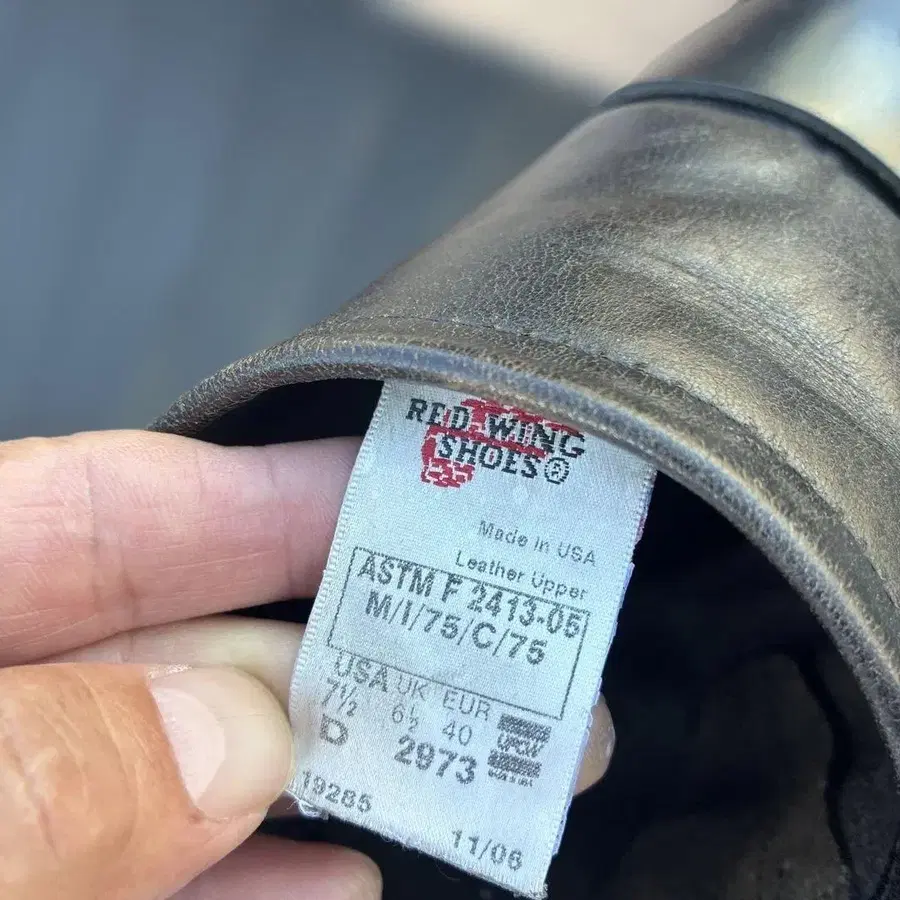 RED WING
SHOES®
Made in USA
Leather Upper
ASTM F 2413-05
M/I/75/C/75
USA UK EUR
7½ 6½ 40
D 2973
UFCW
19285
11/06